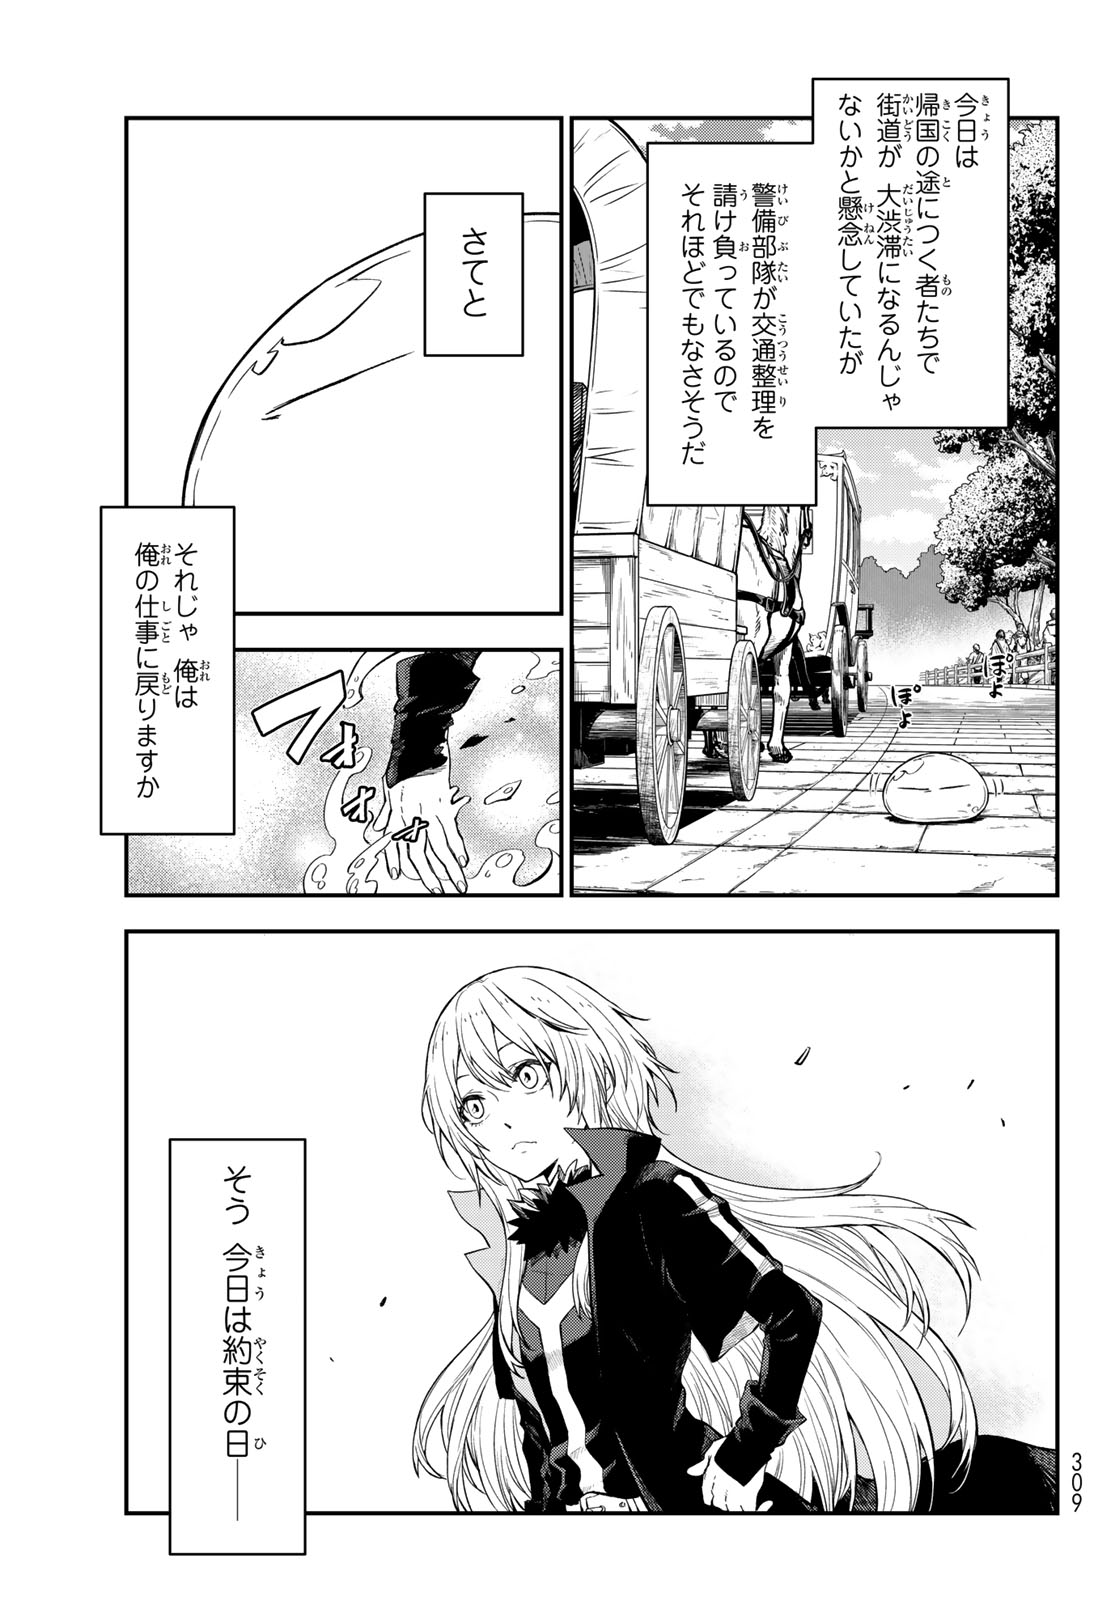 今日は
帰国の途につく者たちで
街道が 大渋滞になるんじゃ
ないかと懸念していたが
警備部隊が交通整理を
請け負っているので
それほどでもなさそうだ
ぽよ
ぽよ
さてと
それじゃ 俺は
俺の仕事に戻りますか
フォォォ
そう 今日は約束の日――
309